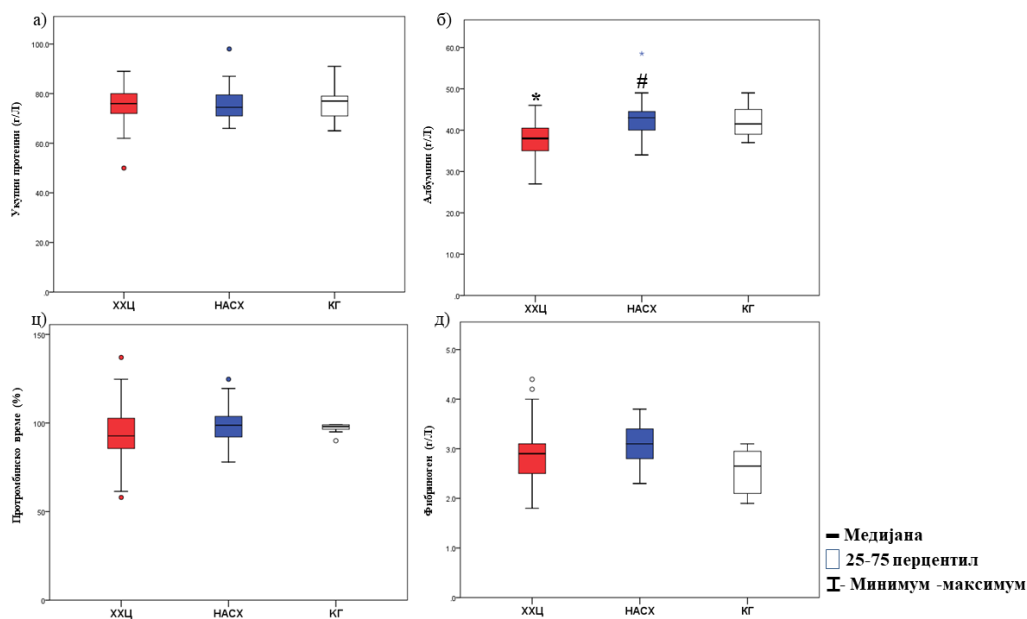 а)
Укупни протеини (г/Л)
100.0
80.0
60.0
40.0
20.0
.0
ХХЦ НАСХ КГ
б)
Албумини (г/Л)
60.0
50.0
40.0
30.0
20.0
10.0
.0
* #
*
ХХЦ НАСХ КГ
ц)
Протромбинско време (%)
150
100
50
0
ХХЦ НАСХ КГ
д)
Фибриноген (г/Л)
5.0
4.0
3.0
2.0
1.0
.0
ХХЦ НАСХ КГ
Медијана
25-75 перцентил
- Минимум -максимум